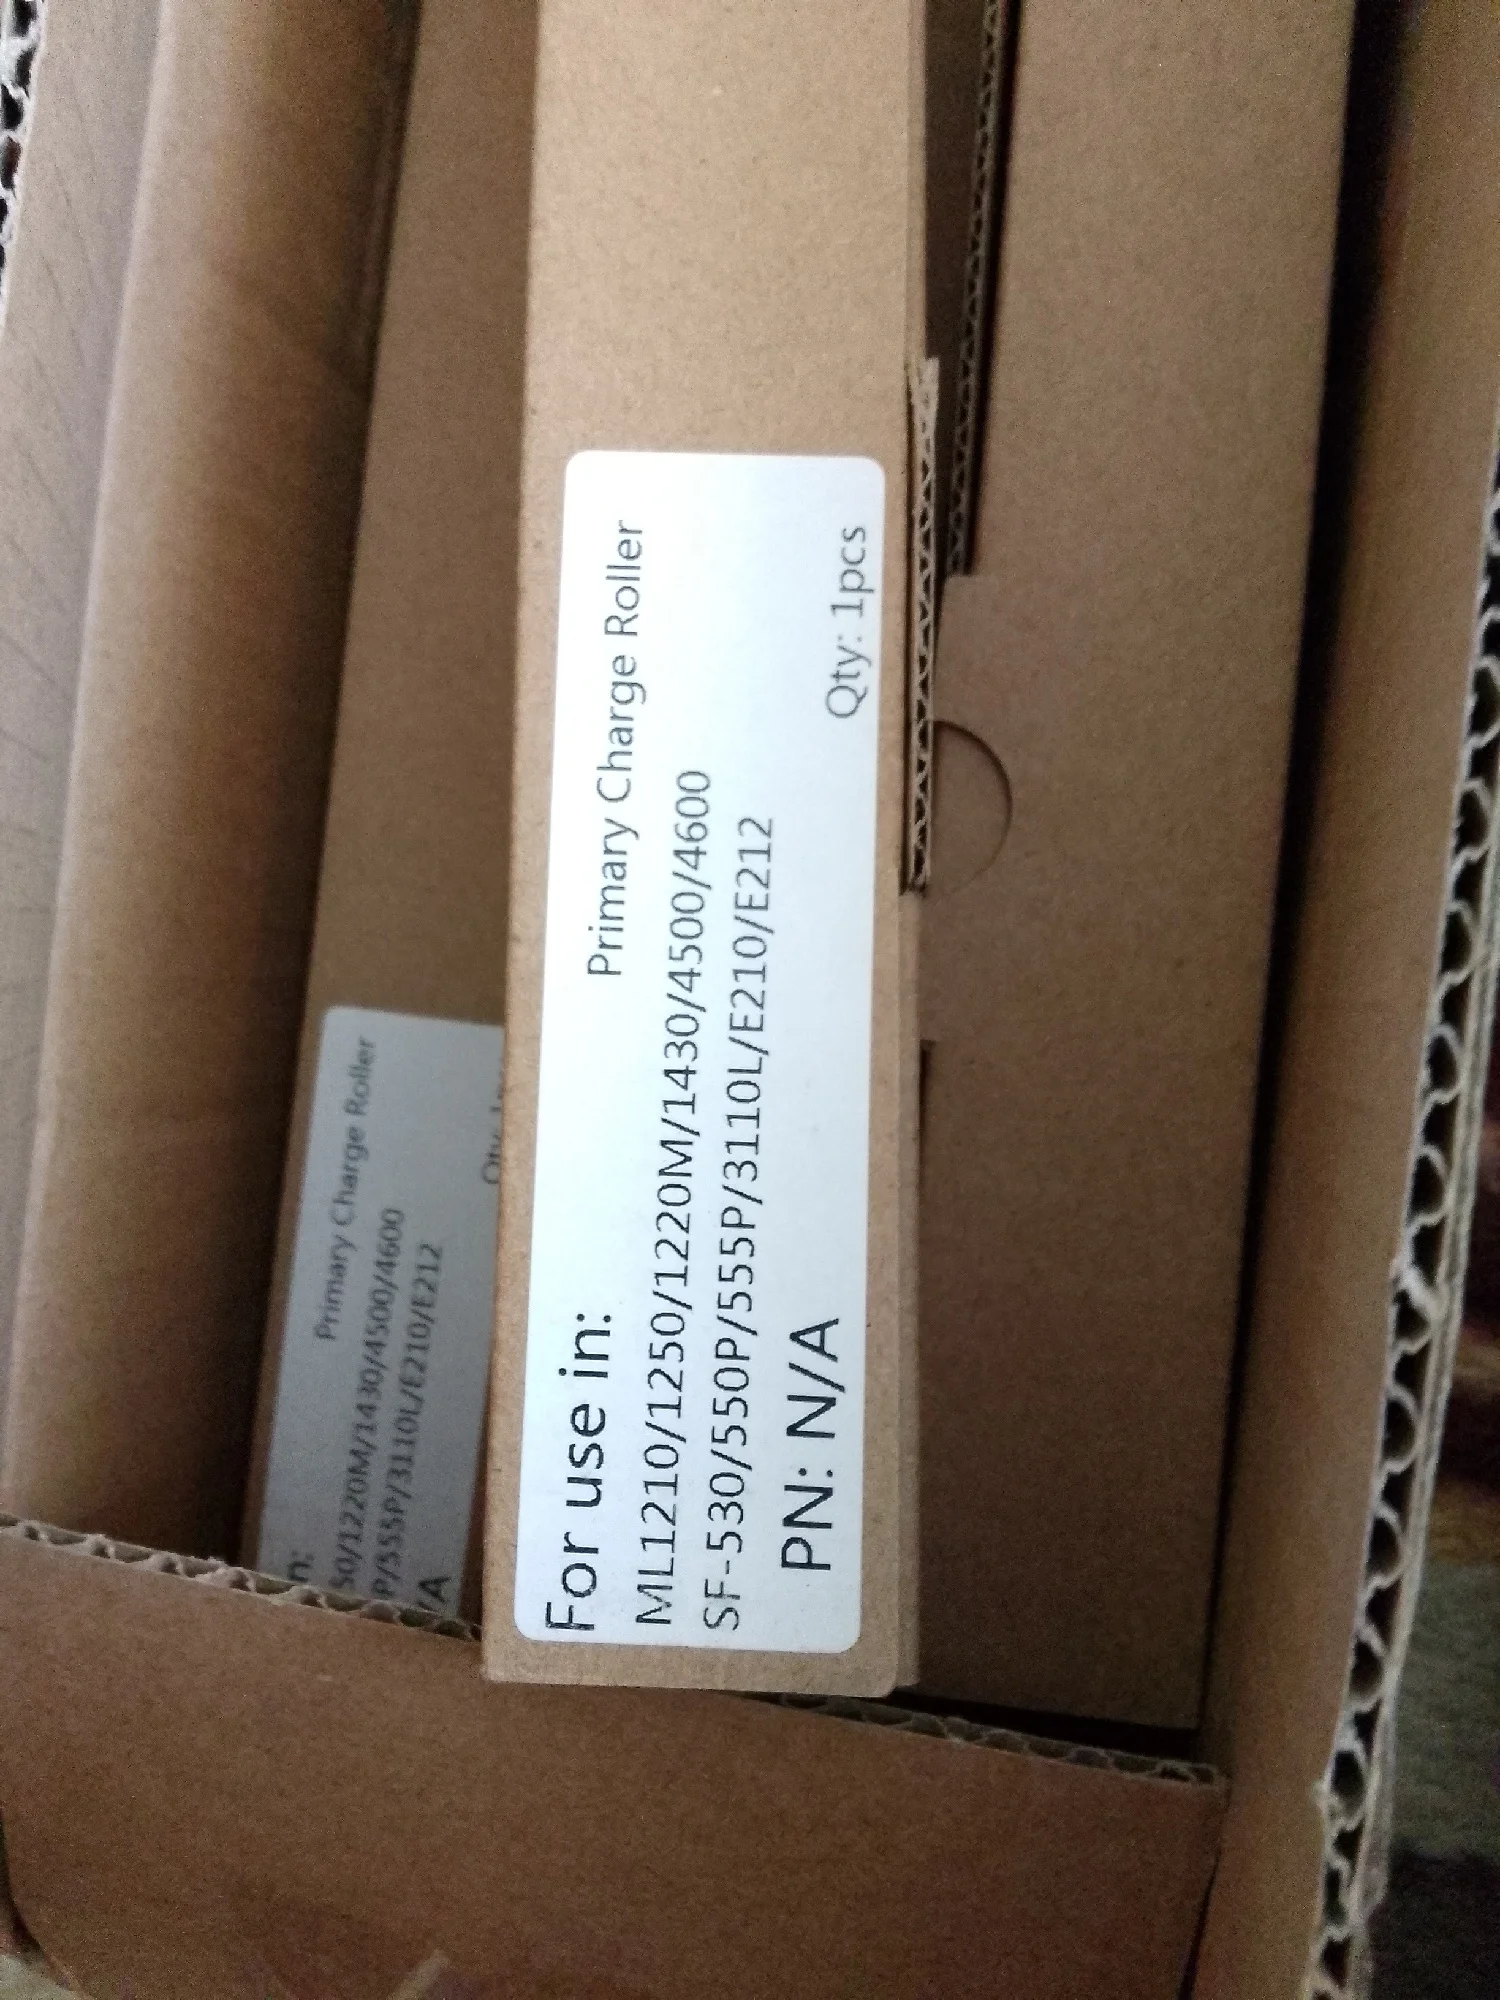 Primary Charge Roller
For use in:
ML1210/1250/1220M/1430/4500/4600
SF-530/550P/555P/3110L/E210/E212
PN: N/A
Qty: 1pcs
Primary Charge Roller
n:
50/1220M/1430/4500/4600
P/555P/3110L/E210/E212
/A
Qty: